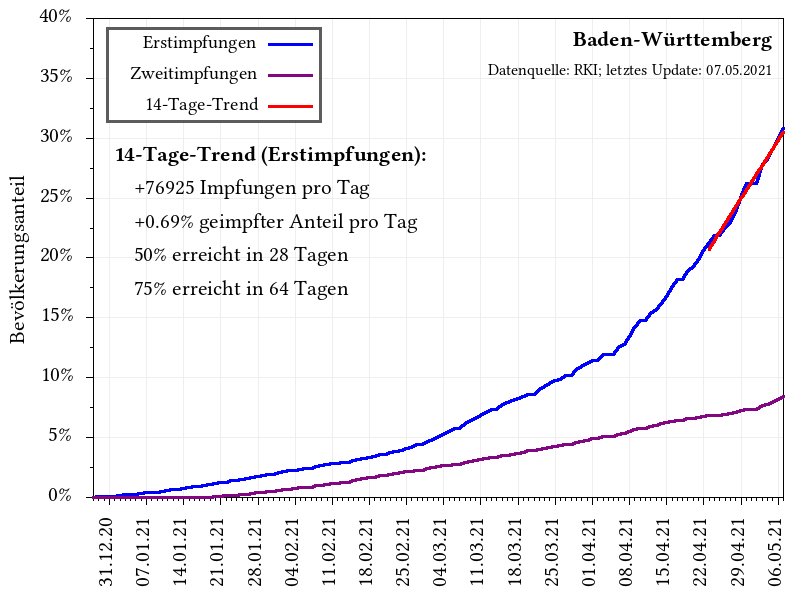 40%
35%
30%
25%
20%
15%
10%
5%
0%
Bevölkerungsanteil
Erstimpfungen
Zweitimpfungen
14-Tage-Trend
Baden-Württemberg
Datenquelle: RKI; letztes Update: 07.05.2021
14-Tage-Trend (Erstimpfungen):
+76925 Impfungen pro Tag
+0.69% geimpfter Anteil pro Tag
50% erreicht in 28 Tagen
75% erreicht in 64 Tagen
31.12.20
07.01.21
14.01.21
21.01.21
28.01.21
04.02.21
11.02.21
18.02.21
25.02.21
04.03.21
11.03.21
18.03.21
25.03.21
01.04.21
08.04.21
15.04.21
22.04.21
29.04.21
06.05.21